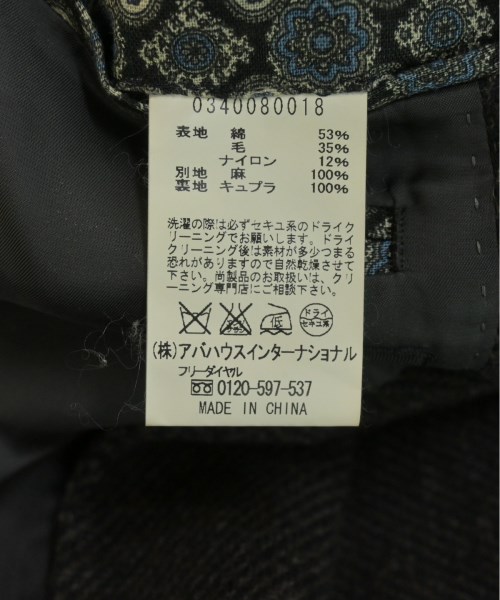 0340080018
表地 綿 53%
毛 35%
ナイロン 12%
別地 麻 100%
裏地 キュプラ 100%
洗濯の際は必ずセキユ系のドライク
リーニングでお願いします。ドライ
クリーニング後は素材が多少つまる
恐れがありますので自然乾燥させて
下さい。尚製品のお取扱いは、クリ
ーニング専門店にご相談下さい。
低 ドライ
セキユ系
(株)アバハウスインターナショナル
フリーダイヤル
0120-597-537
MADE IN CHINA